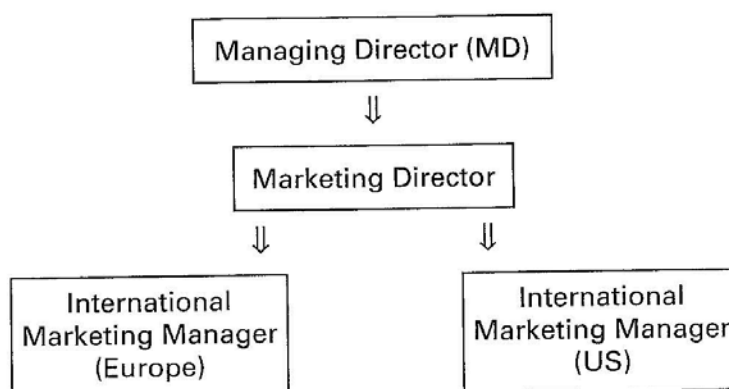 Managing Director (MD)
Marketing Director
International
Marketing Manager
(Europe)
International
Marketing Manager
(US)